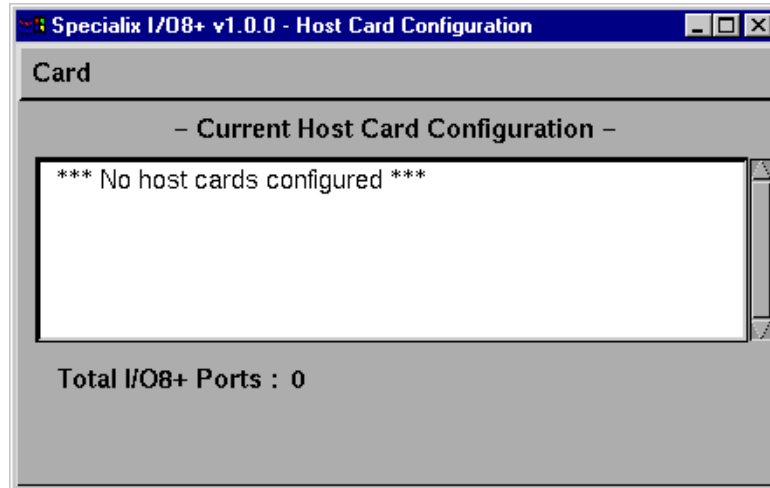 Specialix I/O8+ v1.0.0 - Host Card Configuration
Card
– Current Host Card Configuration –
*** No host cards configured ***
Total I/O8+ Ports : 0